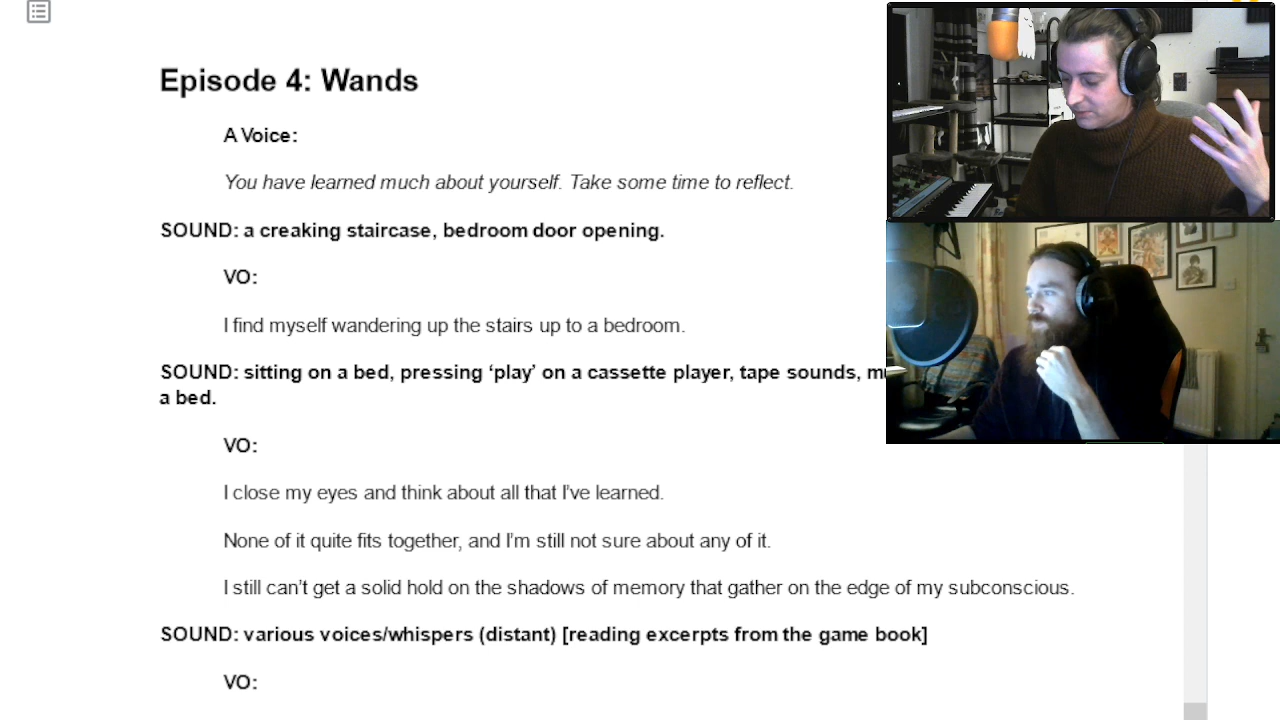 Episode 4: Wands
A Voice:
You have learned much about yourself. Take some time to reflect.
SOUND: a creaking staircase, bedroom door opening.
VO:
I find myself wandering up the stairs up to a bedroom.
SOUND: sitting on a bed, pressing ‘play’ on a cassette player, tape sounds,
a bed.
VO:
I close my eyes and think about all that I’ve learned.
None of it quite fits together, and I’m still not sure about any of it.
I still can’t get a solid hold on the shadows of memory that gather on the edge of my subconscious.
SOUND: various voices/whispers (distant) [reading excerpts from the game book]
VO: